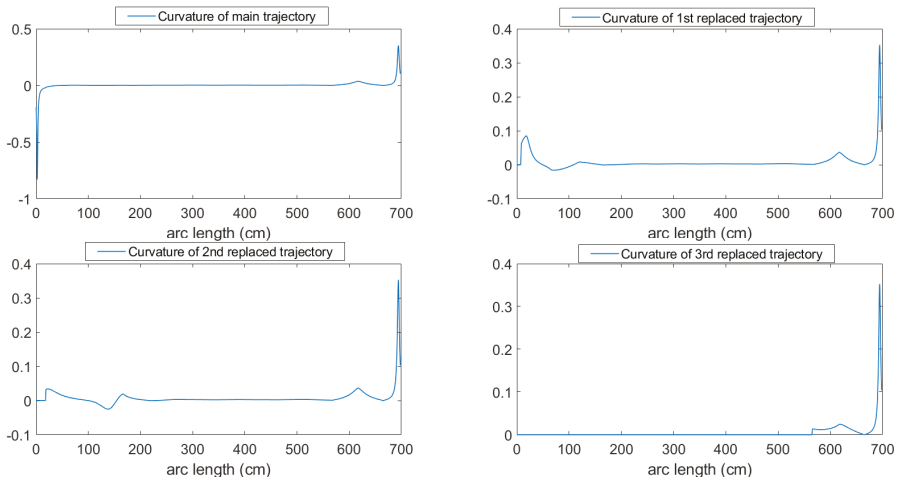 Curvature of main trajectory
0.5
0
-0.5
-1
0 100 200 300 400 500 600 700
arc length (cm)
Curvature of 1st replaced trajectory
0.4
0.3
0.2
0.1
0
-0.1
0 100 200 300 400 500 600 700
arc length (cm)
Curvature of 2nd replaced trajectory
0.4
0.3
0.2
0.1
0
-0.1
0 100 200 300 400 500 600 700
arc length (cm)
Curvature of 3rd replaced trajectory
0.4
0.3
0.2
0.1
0
0 100 200 300 400 500 600 700
arc length (cm)